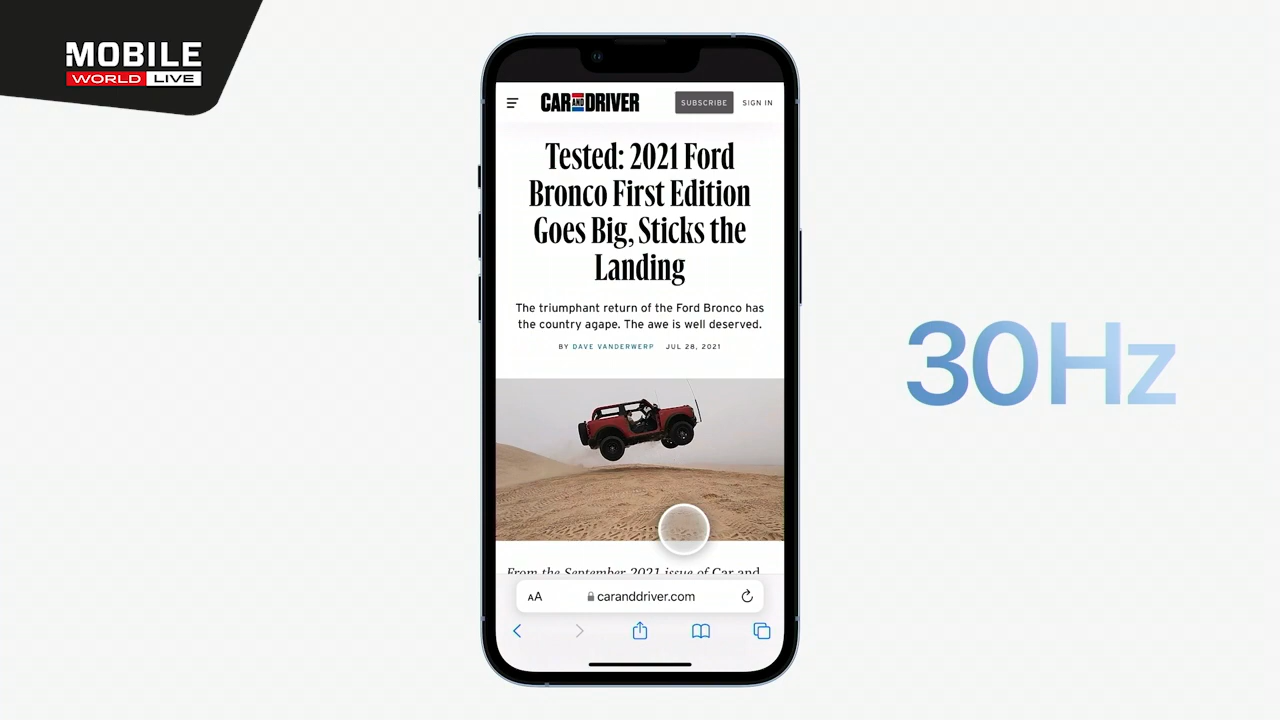 MOBILE
WORLD LIVE
CAR AND DRIVER
SUBSCRIBE
SIGN IN
Tested: 2021 Ford
Bronco First Edition
Goes Big, Sticks the
Landing
The triumphant return of the Ford Bronco has
the country agape. The awe is well deserved.
BY DAVE VANDERWERP JUL 28, 2021
From the September 2021 issue of Car and
AA
caranddriver.com
30Hz